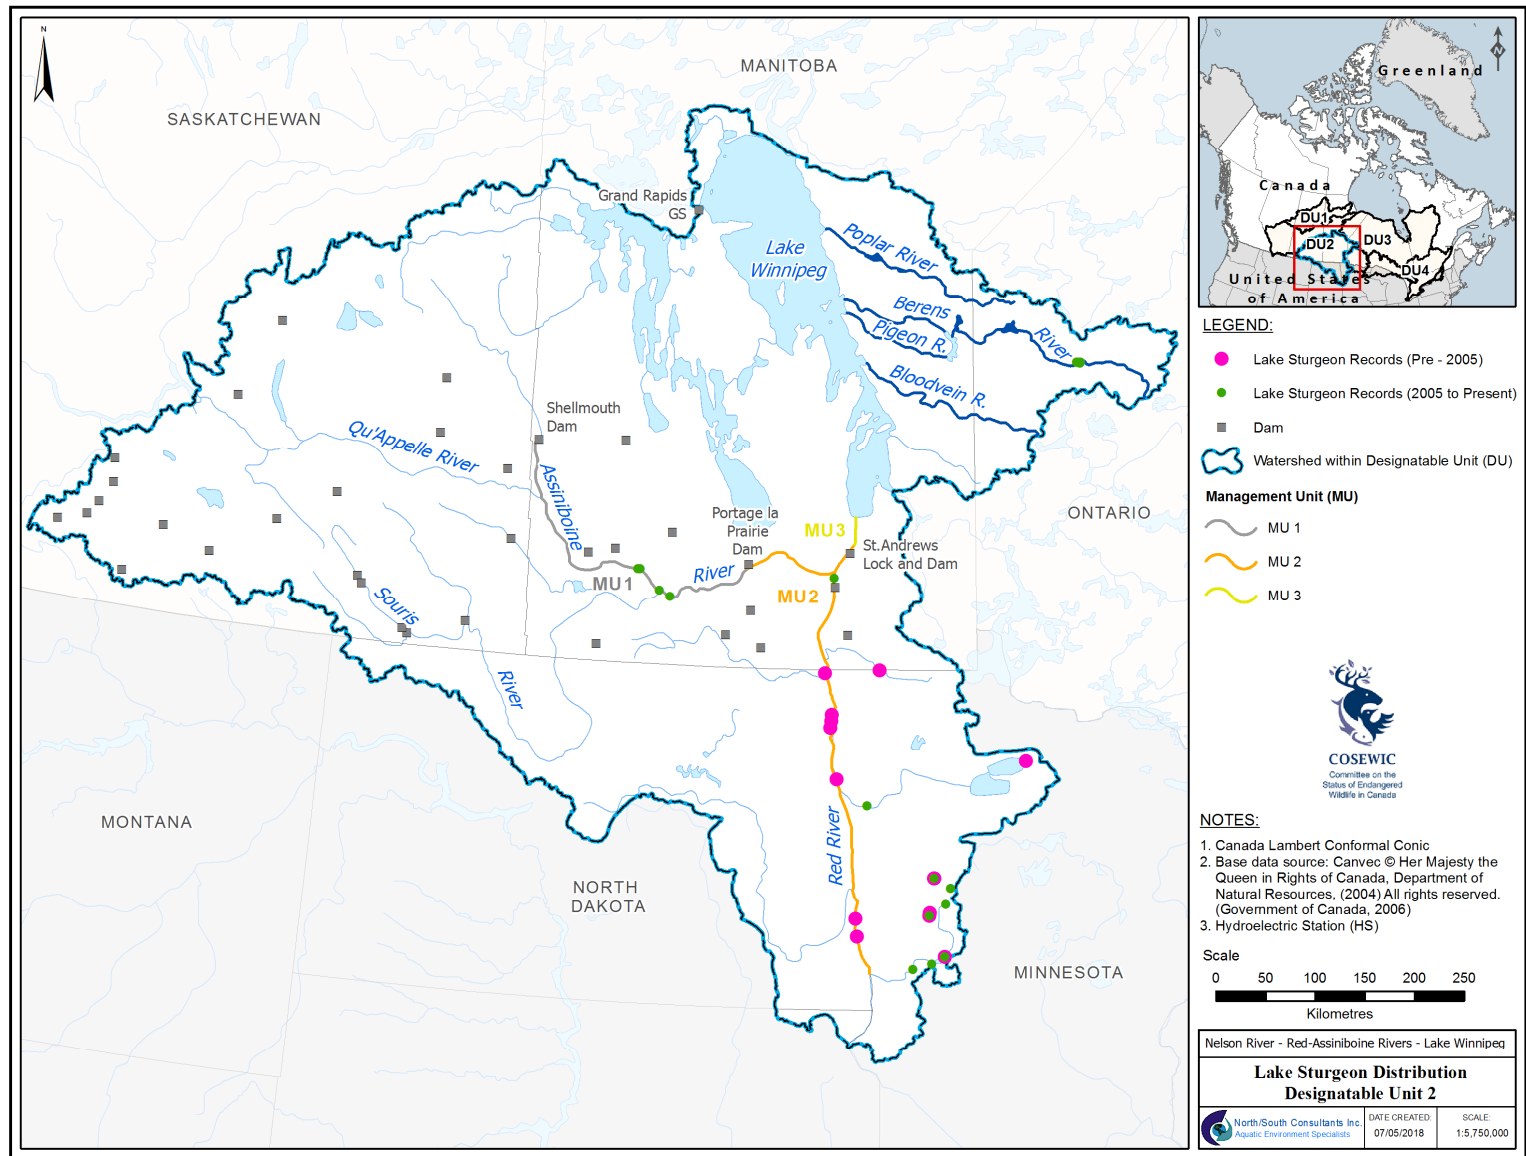 N
MANITOBA
SASKATCHEWAN
Grand Rapids
GS
Lake
Winnipeg
Poplar River
Berens
River
Pigeon R.
Bloodvein R.
Shellmouth
Dam
Qu'Appelle River
Assiniboine
River
Portage la
Prairie
Dam
MU3
St.Andrews
Lock and Dam
ONTARIO
MU1
MU2
Souris
River
Red River
MONTANA
NORTH
DAKOTA
MINNESOTA
N
Greenland
Canada
DU1
DU2
DU3
DU4
United States
of America
LEGEND:
Lake Sturgeon Records (Pre - 2005)
Lake Sturgeon Records (2005 to Present)
Dam
Watershed within Designatable Unit (DU)
Management Unit (MU)
MU 1
MU 2
MU 3
COSEWIC
Committee on the
Status of Endangered
Wildlife in Canada
NOTES:
1. Canada Lambert Conformal Conic
2. Base data source: Canvec © Her Majesty the
Queen in Rights of Canada, Department of
Natural Resources, (2004) All rights reserved.
(Government of Canada, 2006)
3. Hydroelectric Station (HS)
Scale
0 50 100 150 200 250
Kilometres
Nelson River - Red-Assiniboine Rivers - Lake Winnipeg
Lake Sturgeon Distribution
Designatable Unit 2
North/South Consultants Inc.
Aquatic Environment Specialists
DATE CREATED:
07/05/2018
SCALE:
1:5,750,000